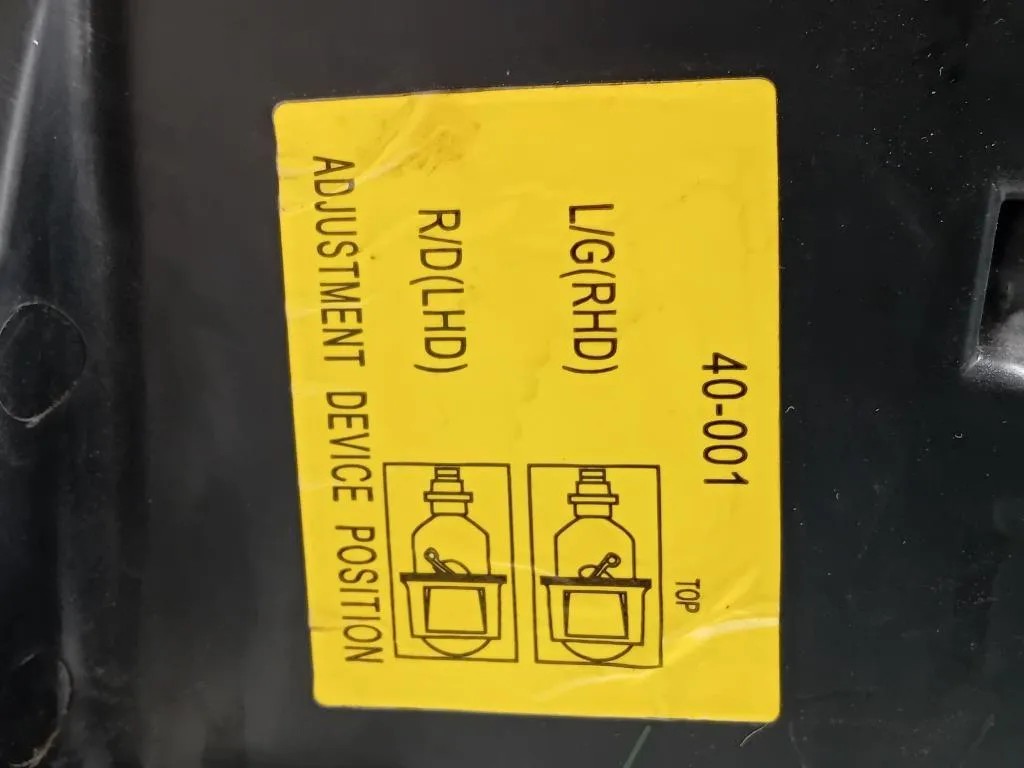 40-001
TOP
L/G(RHD)
R/D(LHD)
ADJUSTMENT DEVICE POSITION